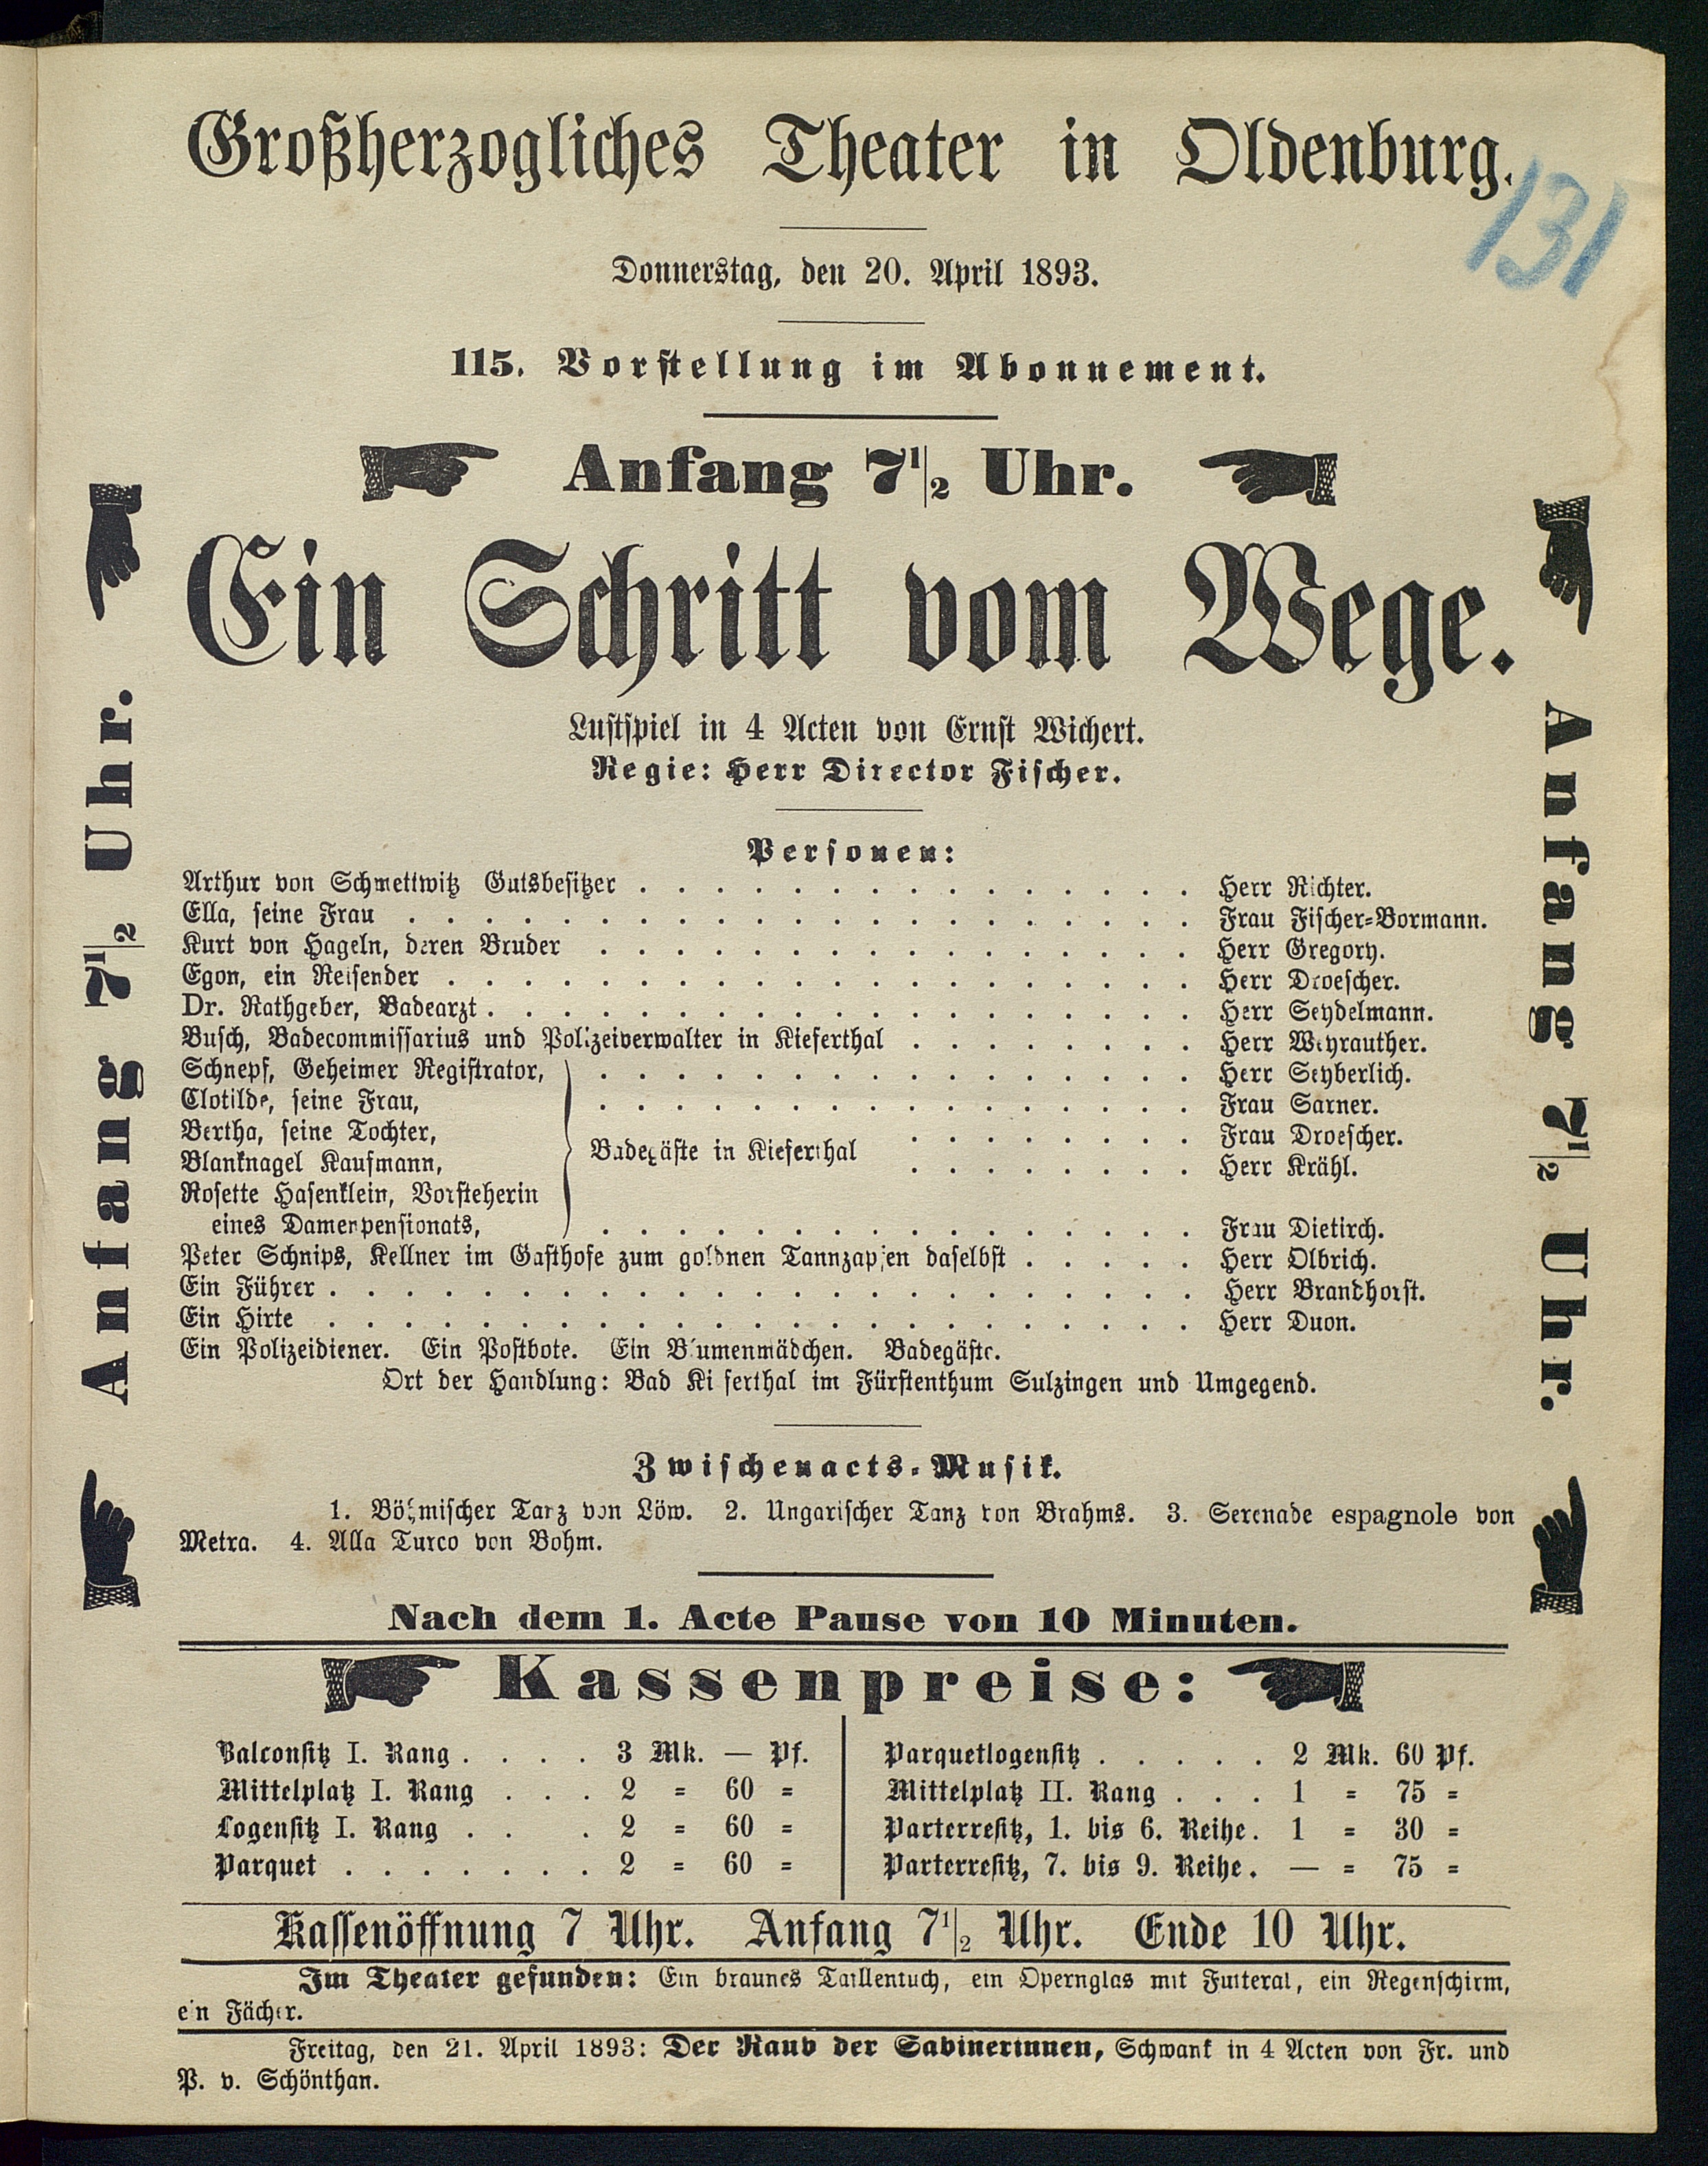 Großherzogliches Theater in Oldenburg.
131
Donnerstag, den 20. April 1893.
115. Vorstellung im Abonnement.
Anfang 7 1/2 Uhr.
Ein Schritt vom Wege.
Lustspiel in 4 Acten von Ernst Wichert.
Regie: Herr Director Fischer.
Anfang 7 1/2 Uhr.
Anfang 7 1/2 Uhr.
Personen:
Arthur von Schmettwitz Gutsbesitzer . . . . . . . . . . . . . . . Herr Richter.
Ella, seine Frau . . . . . . . . . . . . . . . . . . . . . Frau Fischer=Bormann.
Kurt von Hageln, deren Bruder . . . . . . . . . . . . . . . . Herr Gregory.
Egon, ein Reisender . . . . . . . . . . . . . . . . . . . . Herr Droescher.
Dr. Rathgeber, Badearzt . . . . . . . . . . . . . . . . . . . Herr Seydelmann.
Busch, Badecommissarius und Polizeiverwalter in Kieferthal . . . . . . . . Herr Weyrauther.
Schnepf, Geheimer Registrator, . . . . . . . . . . . . . . . . Herr Seyberlich.
Clotilde, seine Frau, . . . . . . . . . . . . . . . . Frau Sarner.
Bertha, seine Tochter, . . . . . . . . Frau Droescher.
Badegäste in Kieferthal
Blanknagel Kaufmann, . . . . . . . . Herr Krähl.
Rosette Hasenklein, Vorsteherin
eines Damenpensionats, . . . . . . . . . . . . . . . . Frau Dietirch.
Peter Schnips, Kellner im Gasthofe zum goldnen Tannzapfen daselbst . . . . . Herr Olbrich.
Ein Führer . . . . . . . . . . . . . . . . . . . . . . . Herr Brandhorst.
Ein Hirte . . . . . . . . . . . . . . . . . . . . . . . Herr Duon.
Ein Polizeidiener. Ein Postbote. Ein Blumenmädchen. Badegäste.
Ort der Handlung: Bad Ki ferthal im Fürstenthum Sulzingen und Umgegend.
Zwischenacts=Musik.
1. Böhmischer Tanz von Löw. 2. Ungarischer Tanz von Brahms. 3. Serenade espagnole von
Metra. 4. Alla Turco von Bohm.
Nach dem 1. Acte Pause von 10 Minuten.
Kassenpreise:
Balconsitz I. Rang . . . . 3 Mk. — Pf.
Mittelplatz I. Rang . . . 2 = 60 =
Logensitz I. Rang . . . 2 = 60 =
Parquet . . . . . . . 2 = 60 =
Parquetlogensitz . . . . . 2 Mk. 60 Pf.
Mittelplatz II. Rang . . . 1 = 75 =
Parterresitz, 1. bis 6. Reihe. 1 = 30 =
Parterresitz, 7. bis 9. Reihe. — = 75 =
Kassenöffnung 7 Uhr. Anfang 7 1/2 Uhr. Ende 10 Uhr.
Im Theater gefunden: Ein braunes Taillentuch, ein Opernglas mit Futteral, ein Regenschirm,
ein Fächer.
Freitag, den 21. April 1893: Der Raub der Sabinerinnen, Schwank in 4 Acten von Fr. und
P. v. Schönthan.